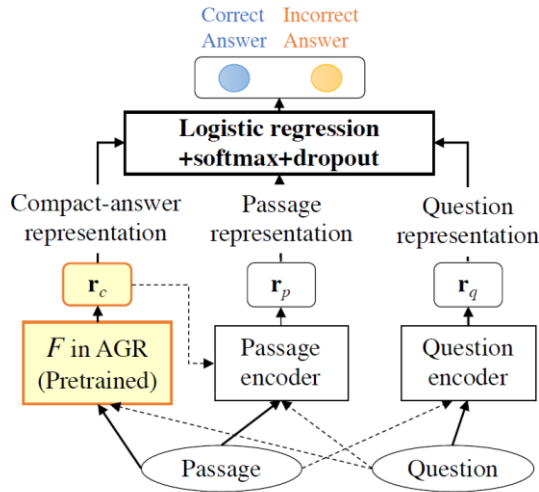 Correct Incorrect
Answer Answer
Logistic regression
+softmax+dropout
Compact-answer
representation
Passage
representation
Question
representation
r_c
r_p
r_q
F in AGR
(Pretrained)
Passage
encoder
Question
encoder
Passage
Question